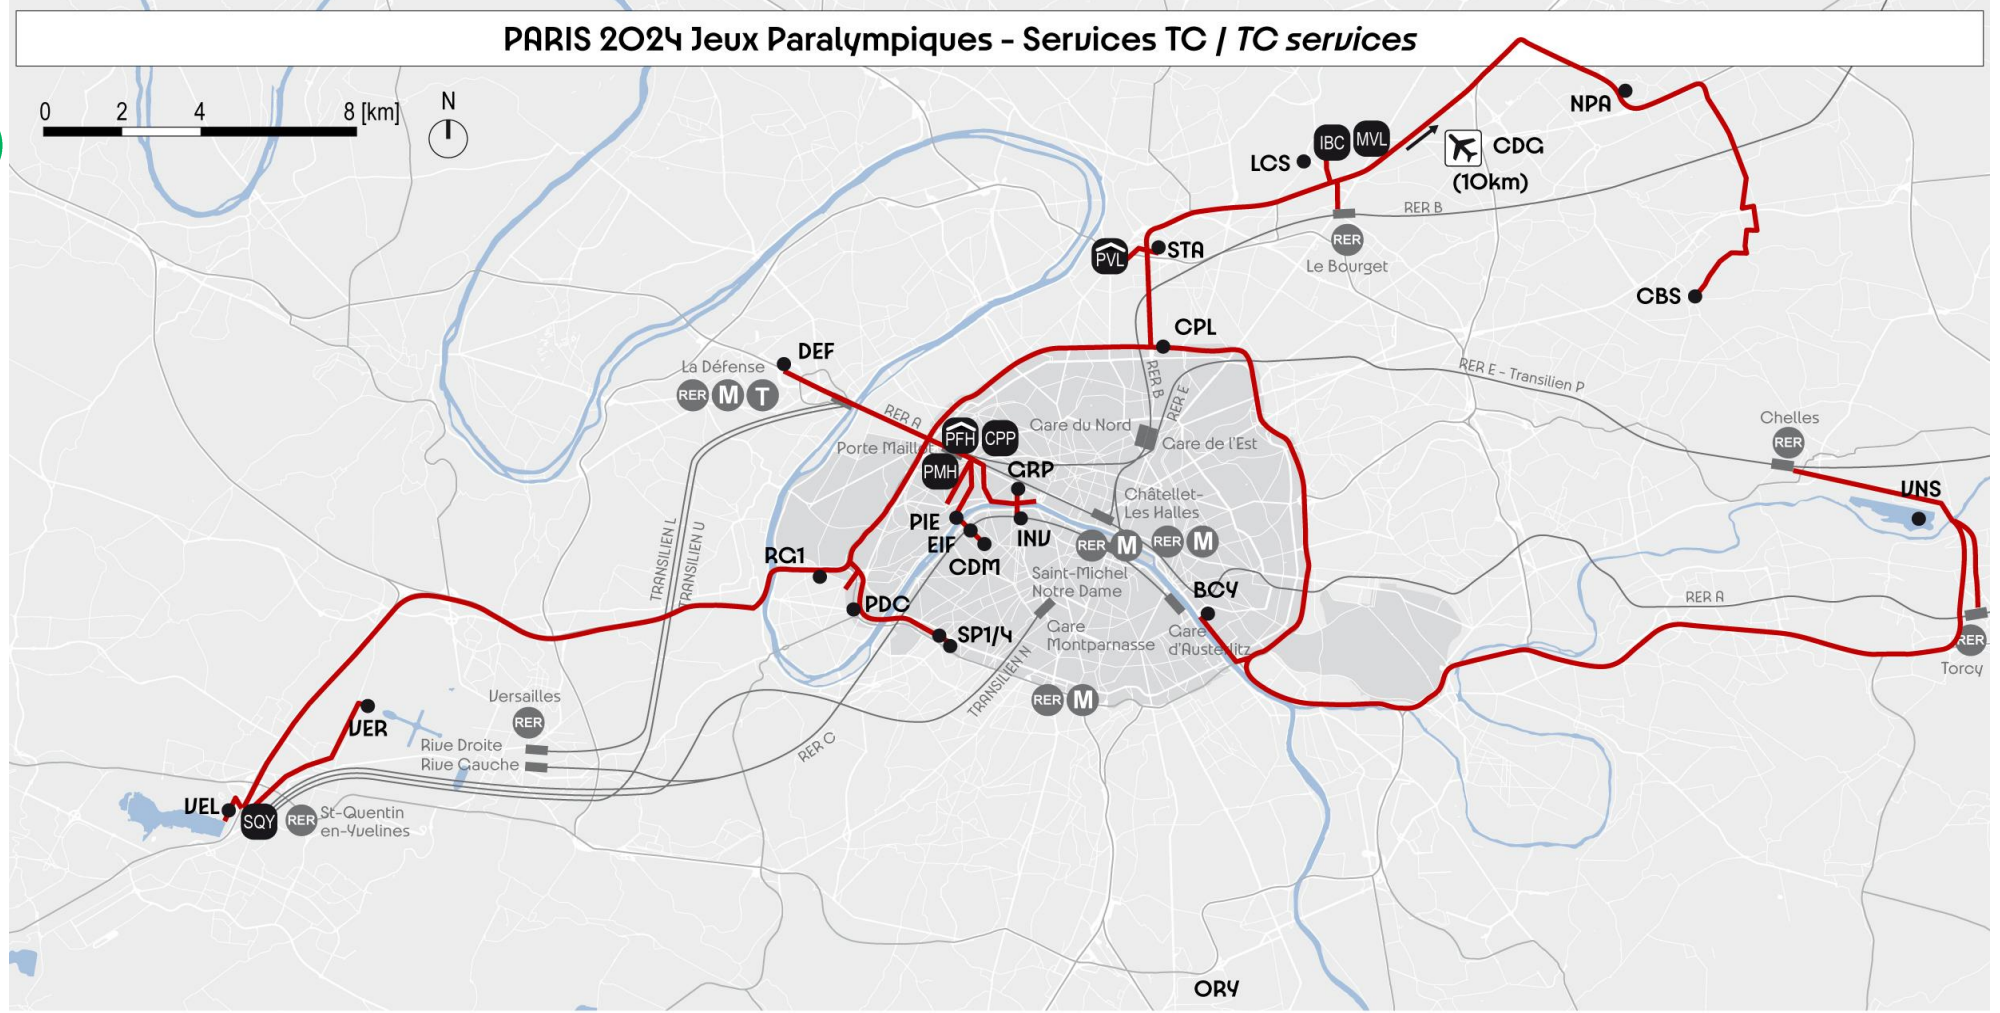 PARIS 2024 Jeux Paralympiques - Services TC / TC services
0 2 4 8 [km]
N
NPA
IBC
MVL
LCS
CDG
(10km)
RER B
RER
Le Bourget
PVL
STA
CBS
CPL
DEF
La Défense
RER M T
RER A
RER B
RER E
RER E - Transilien P
Chelles
RER
VNS
PFH
CPP
Porte Maillot
PMH
GRP
Gare du Nord
Gare de l'Est
Châtellet-
Les Halles
RER M
RER M
PIE
EIF
CDM
INV
Saint-Michel
Notre Dame
TRANSILIEN L
TRANSILIEN U
RG1
PDC
SP1/4
BCY
Gare
Montparnasse
Gare
d'Austerlitz
RER A
RER
Torcy
TRANSILIEN N
RER M
RER C
Versailles
RER
Rive Droite
Rive Gauche
VER
VEL
SQY
RER
St-Quentin
en-Yvelines
ORY